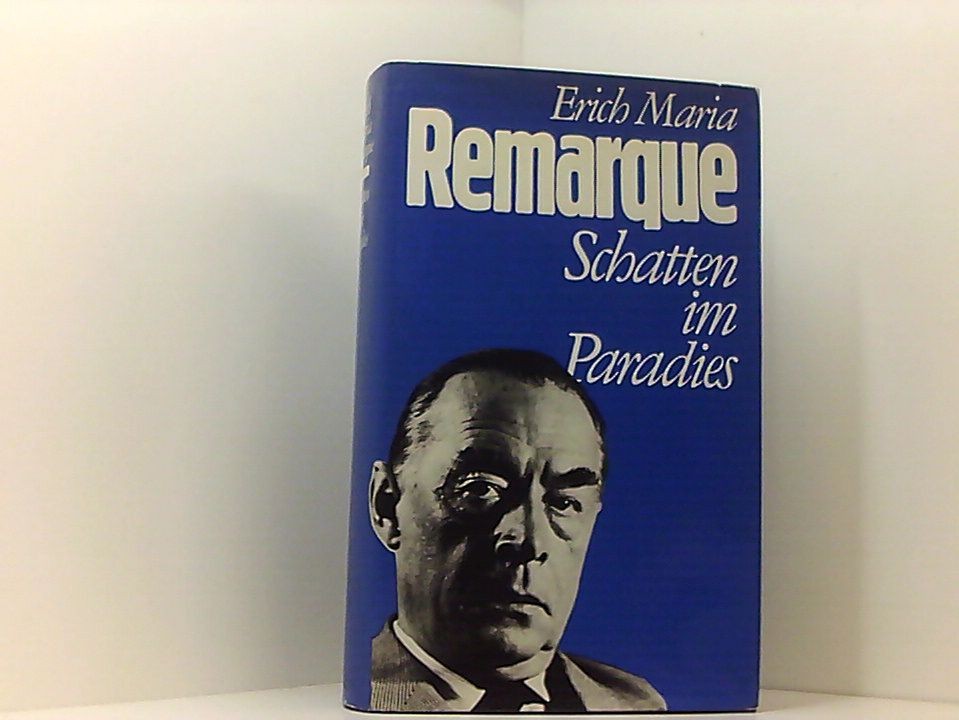 Erich Maria
Remarque
Schatten
im
Paradies